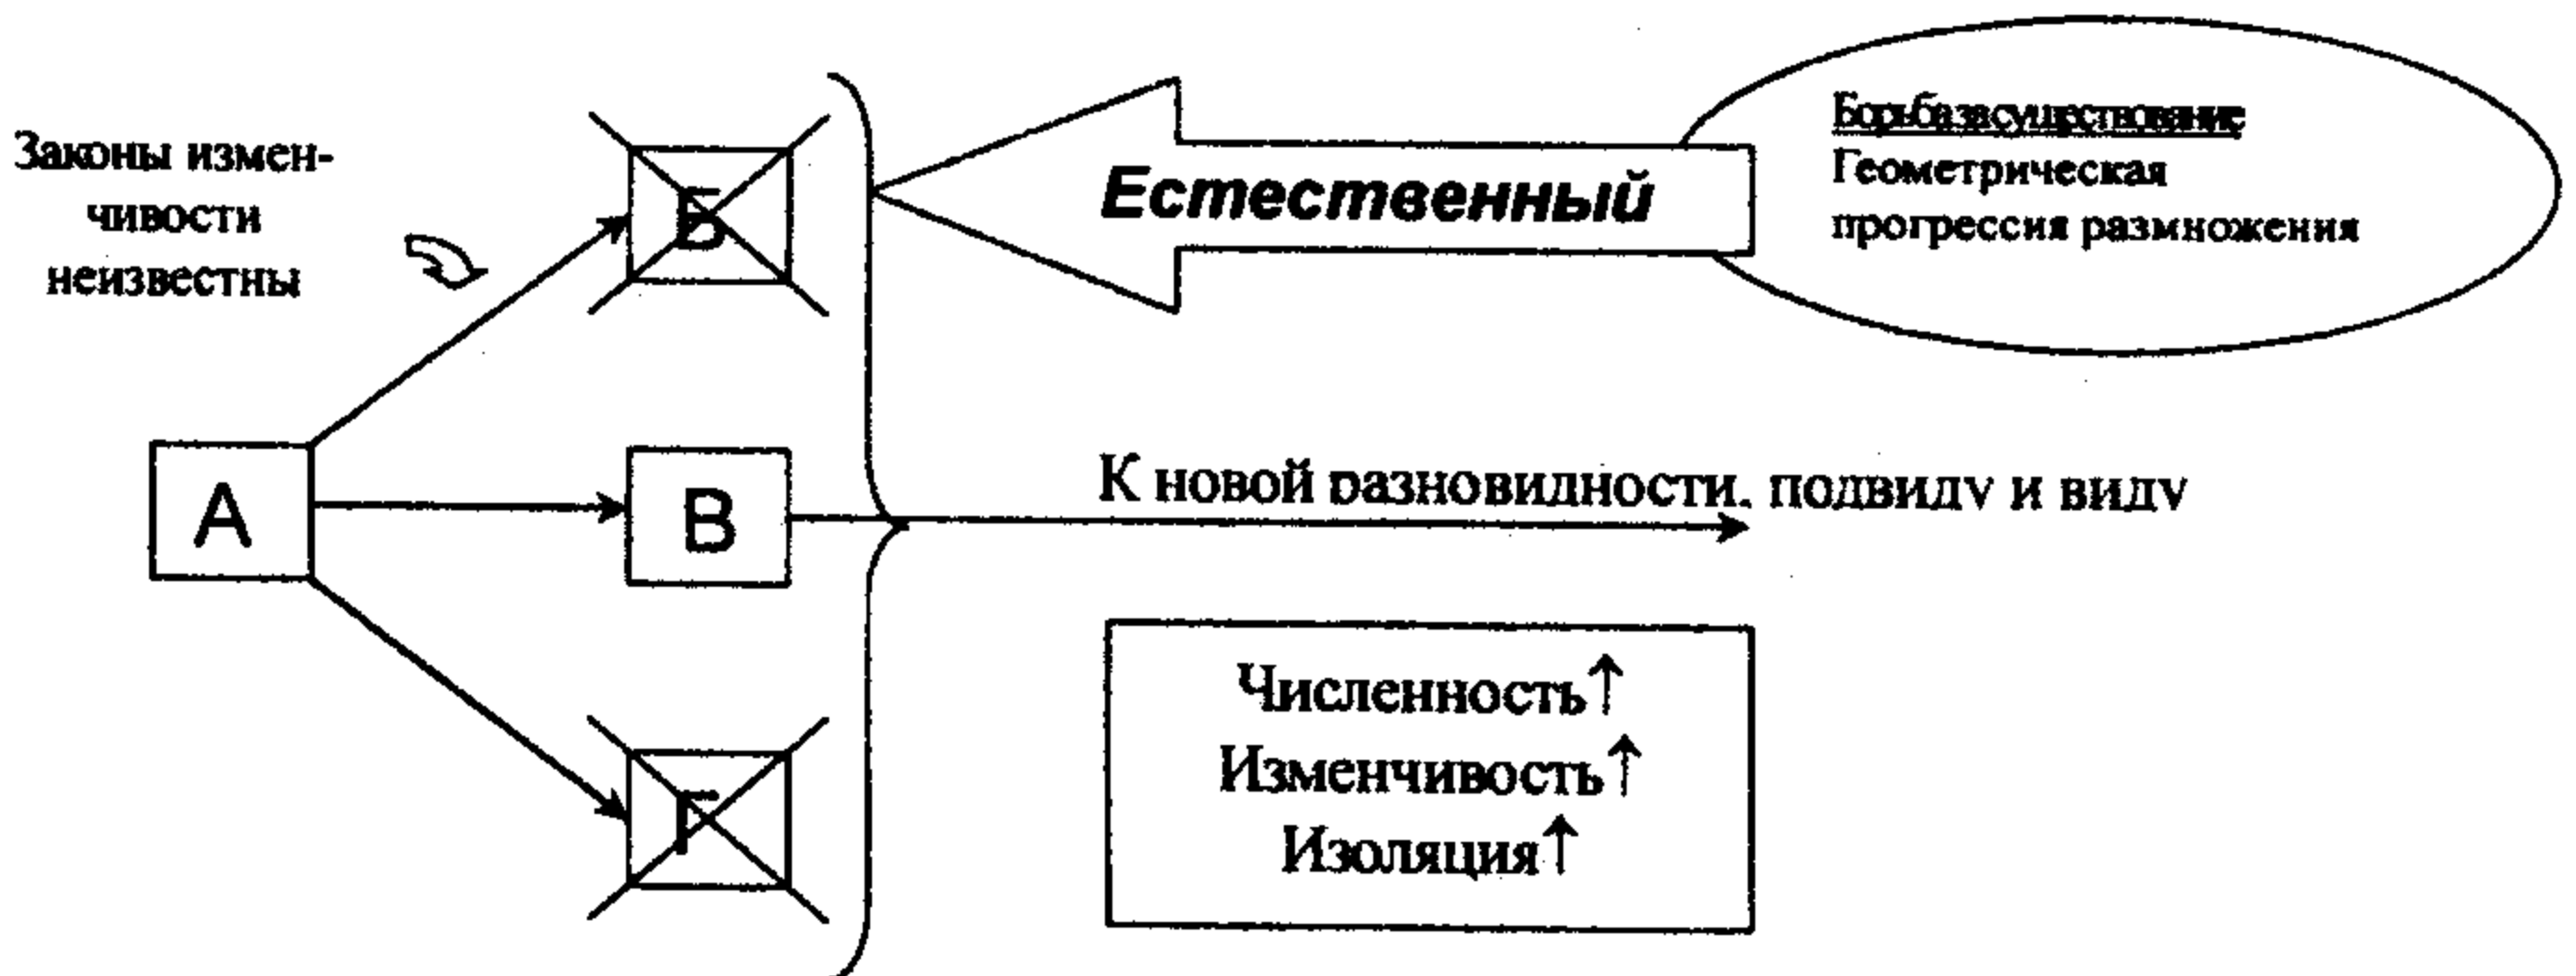 Законы измен-
чивости
неизвестны
Б
Естественный
Борьба за существование
Геометрическая
прогрессия размножения
А
В
К новой разновидности, подвиду и виду
Численность↑
Изменчивость↑
Изоляция↑
Г